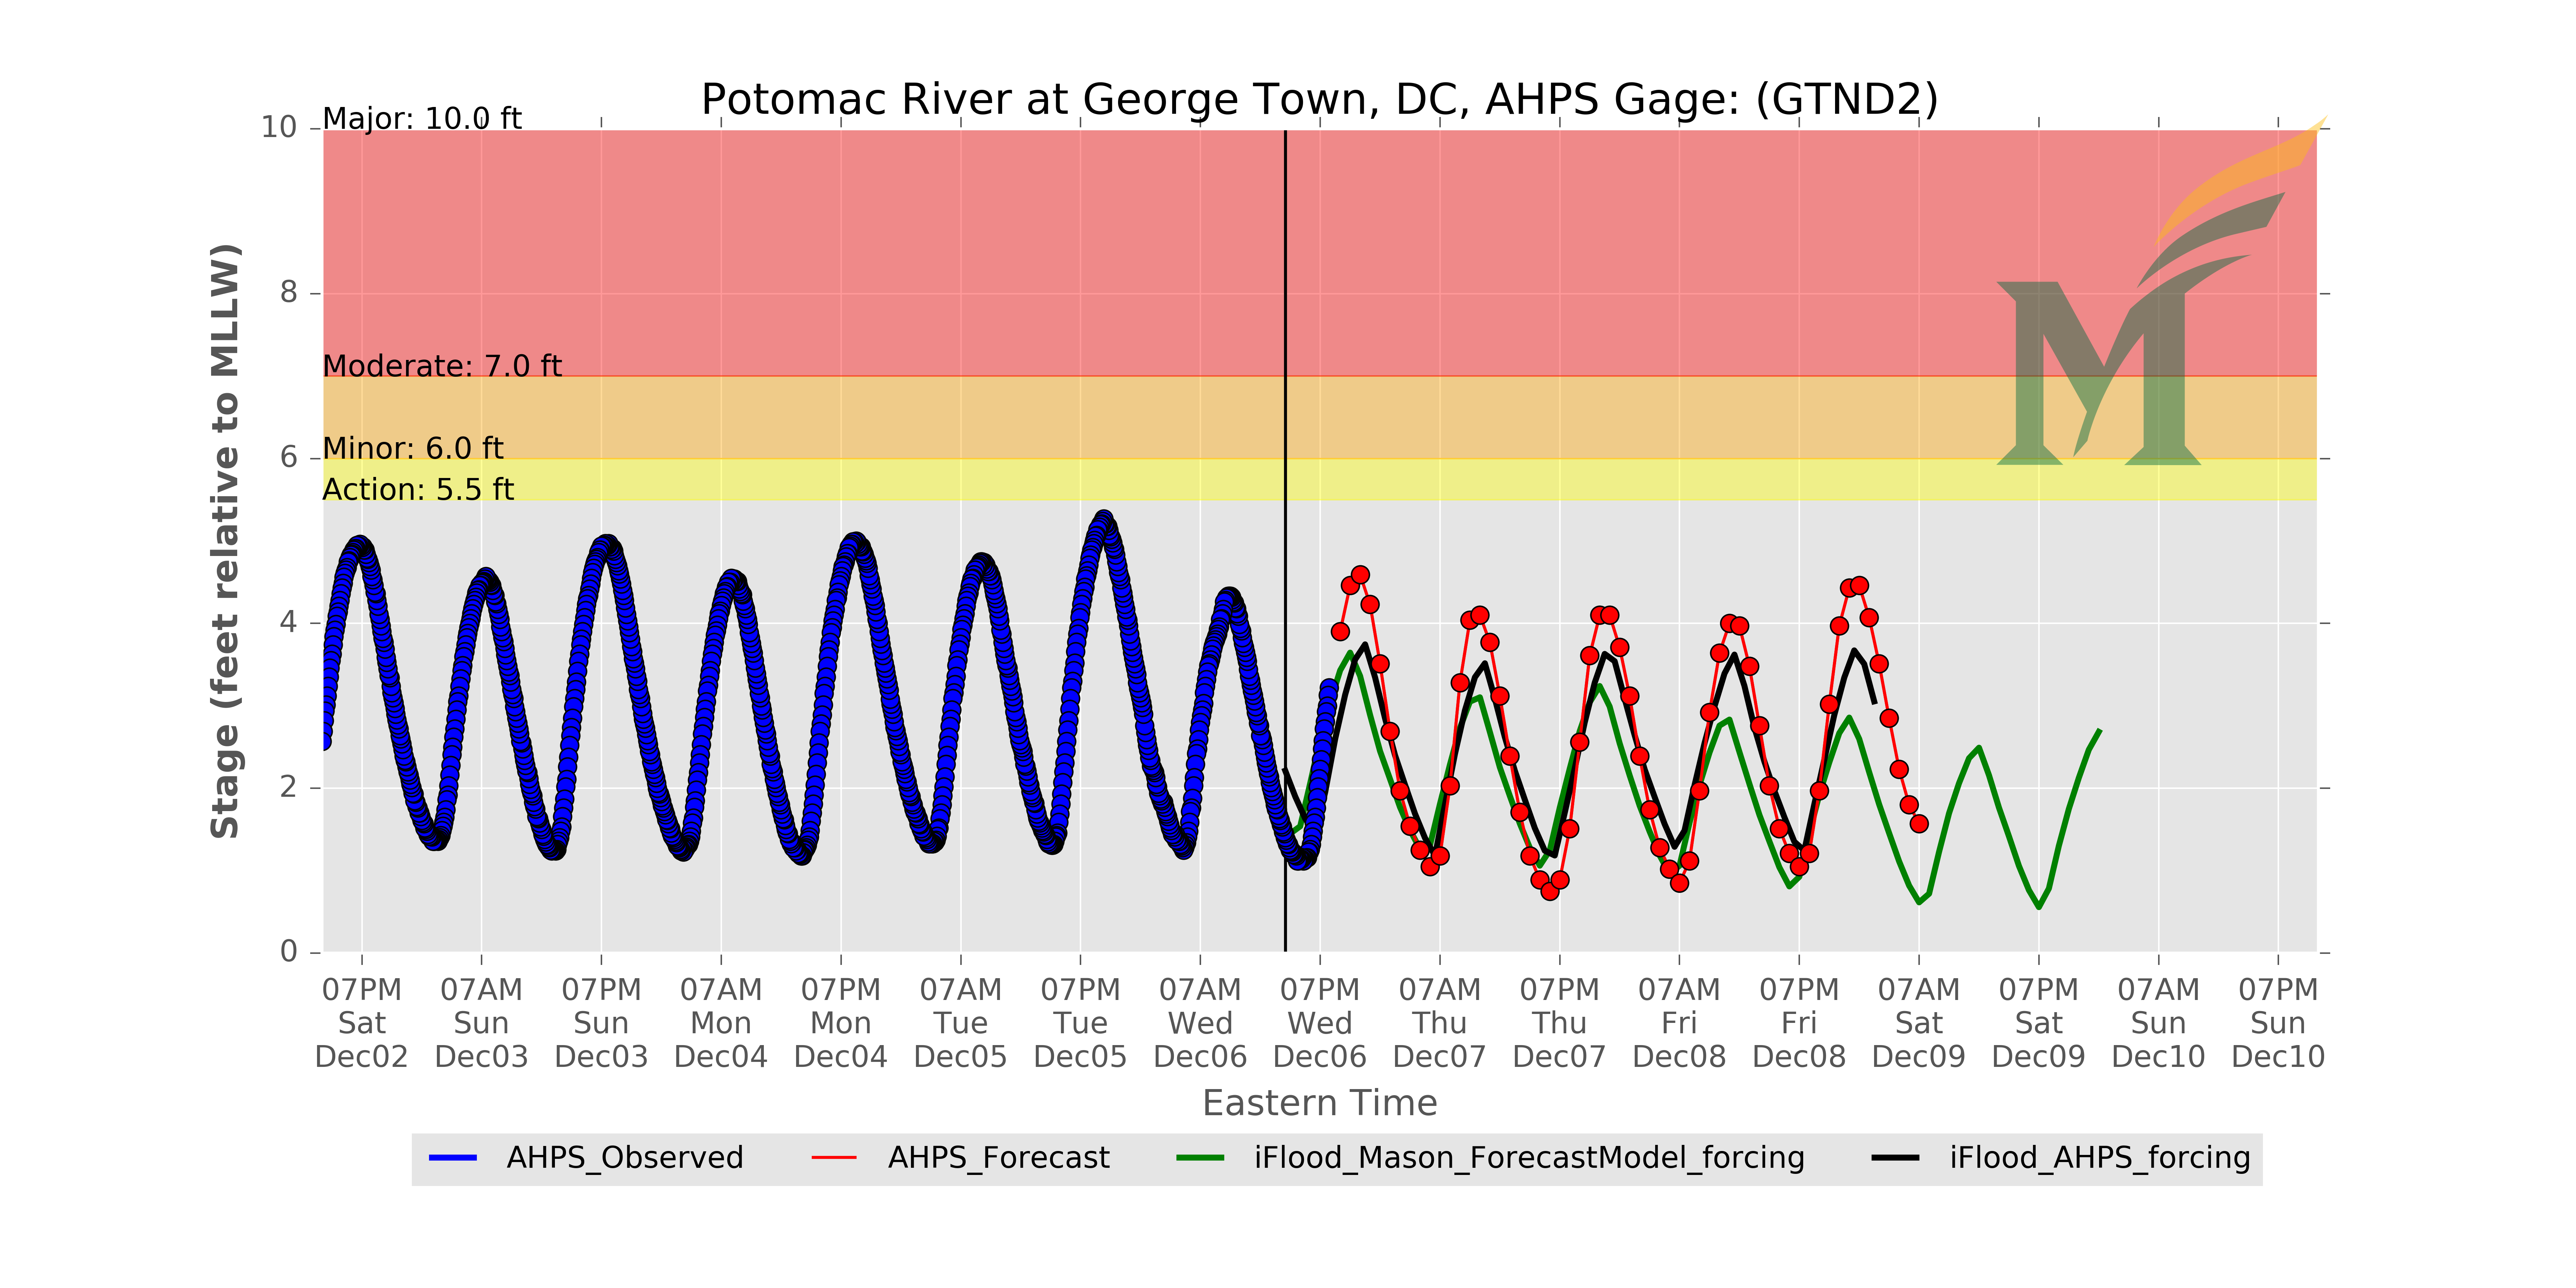 Potomac River at George Town, DC, AHPS Gage: (GTND2)
Major: 10.0 ft
Moderate: 7.0 ft
Minor: 6.0 ft
Action: 5.5 ft
Stage (feet relative to MLLW)
10
8
6
4
2
0
07PM 07AM 07PM 07AM 07PM 07AM 07PM 07AM 07PM 07AM 07PM 07AM 07PM 07AM 07PM 07AM 07PM
Sat Sun Sun Mon Mon Tue Tue Wed Wed Thu Thu Fri Fri Sat Sat Sun Sun
Dec02 Dec03 Dec03 Dec04 Dec04 Dec05 Dec05 Dec06 Dec06 Dec07 Dec07 Dec08 Dec08 Dec09 Dec09 Dec10 Dec10
Eastern Time
AHPS_Observed AHPS_Forecast iFlood_Mason_ForecastModel_forcing iFlood_AHPS_forcing